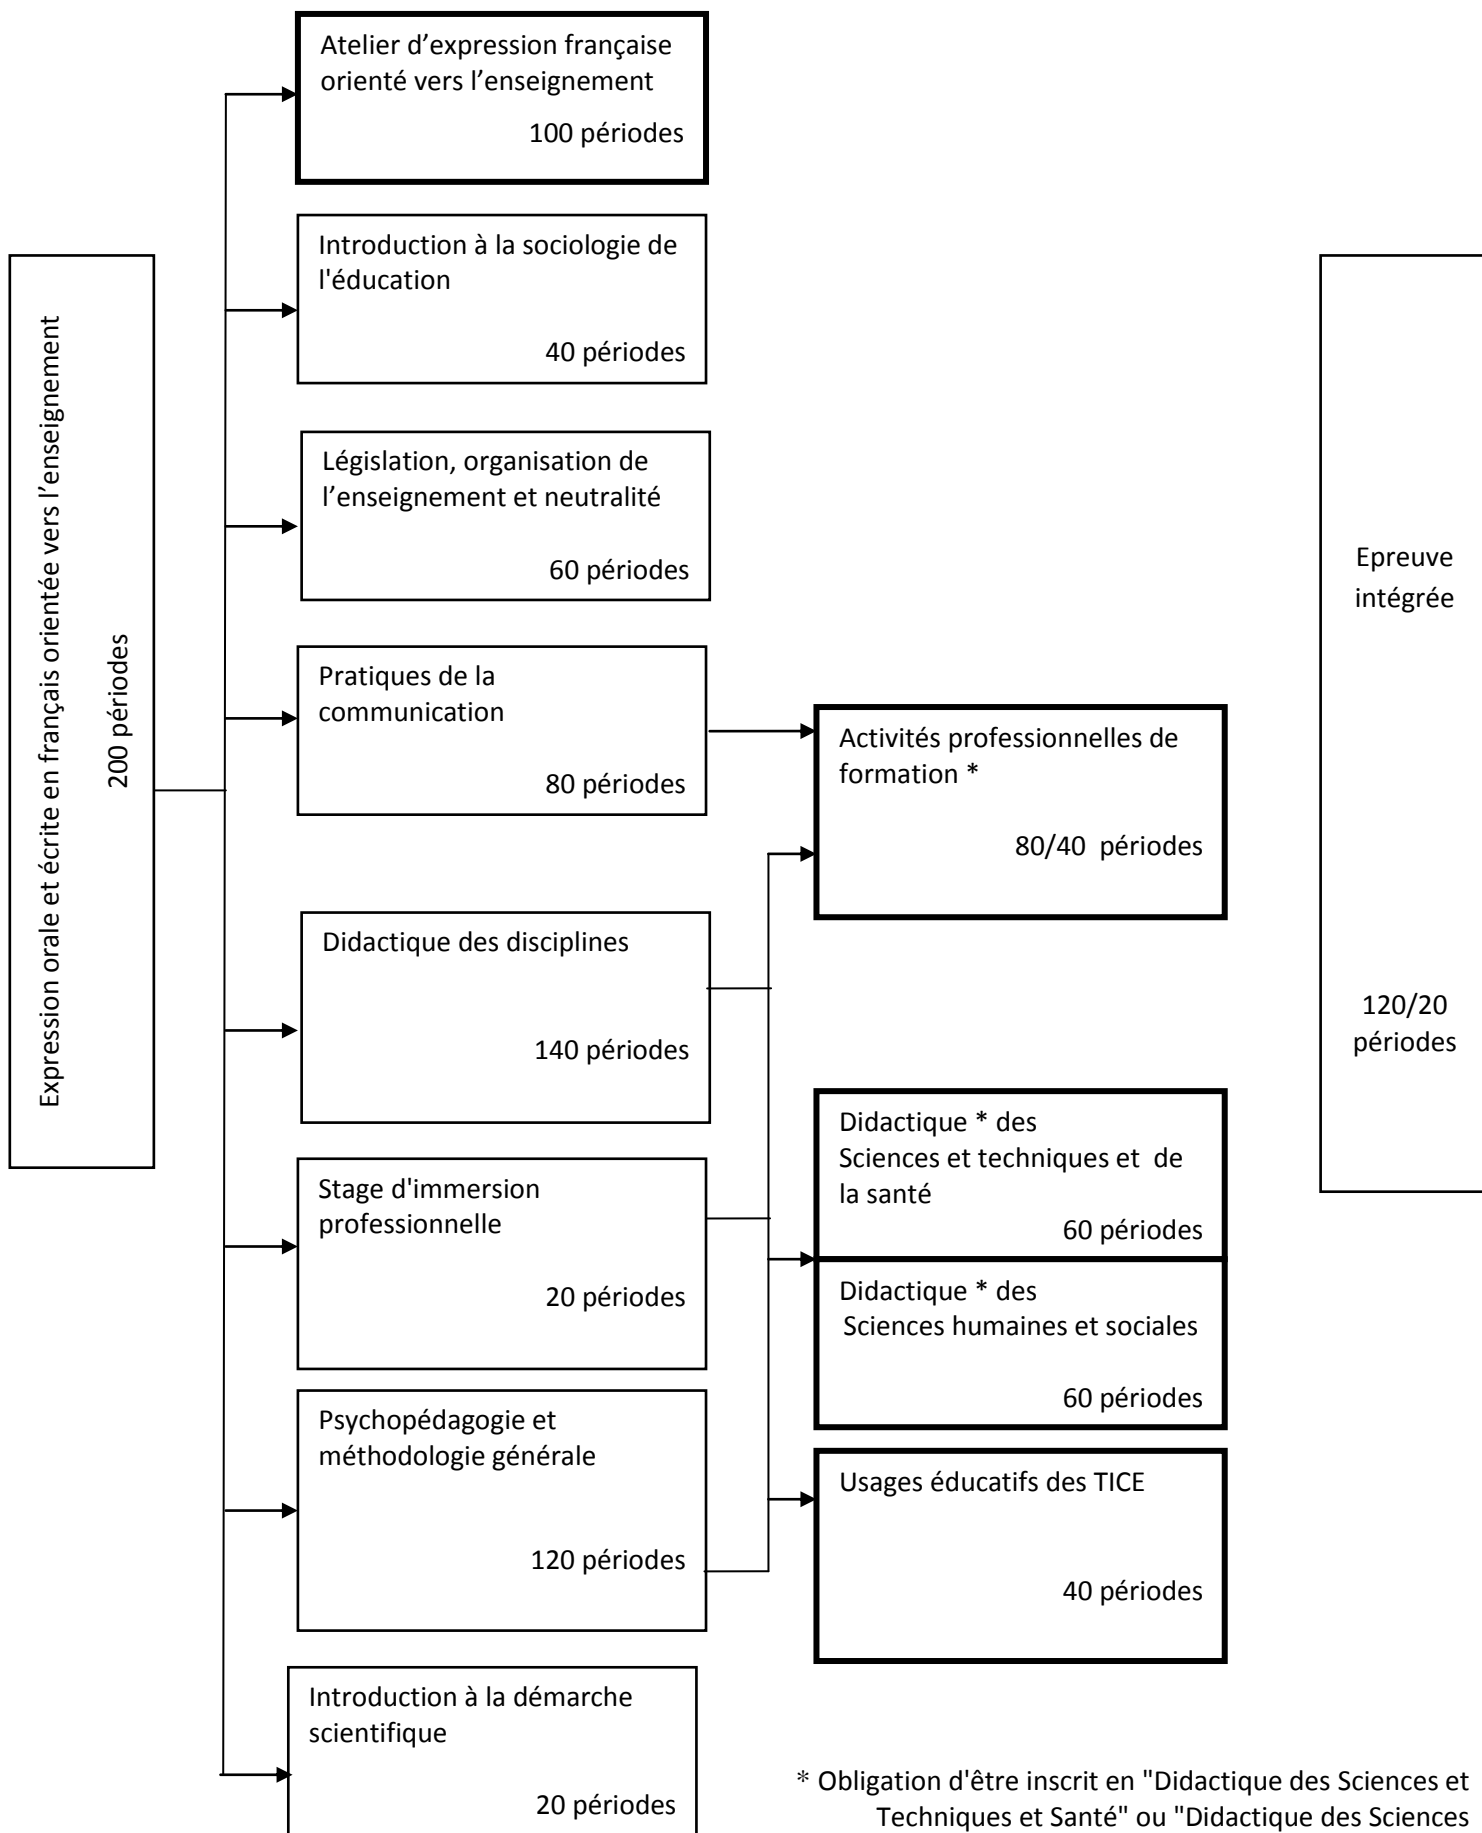 Expression orale et écrite en français orientée vers l’enseignement
200 périodes
Atelier d’expression française
orienté vers l’enseignement
100 périodes
Introduction à la sociologie de
l'éducation
40 périodes
Législation, organisation de
l’enseignement et neutralité
60 périodes
Pratiques de la
communication
80 périodes
Didactique des disciplines
140 périodes
Stage d'immersion
professionnelle
20 périodes
Psychopédagogie et
méthodologie générale
120 périodes
Introduction à la démarche
scientifique
20 périodes
Activités professionnelles de
formation *
80/40 périodes
Didactique * des
Sciences et techniques et de
la santé
60 périodes
Didactique * des
Sciences humaines et sociales
60 périodes
Usages éducatifs des TICE
40 périodes
Epreuve
intégrée
120/20
périodes
* Obligation d'être inscrit en "Didactique des Sciences et
Techniques et Santé" ou "Didactique des Sciences